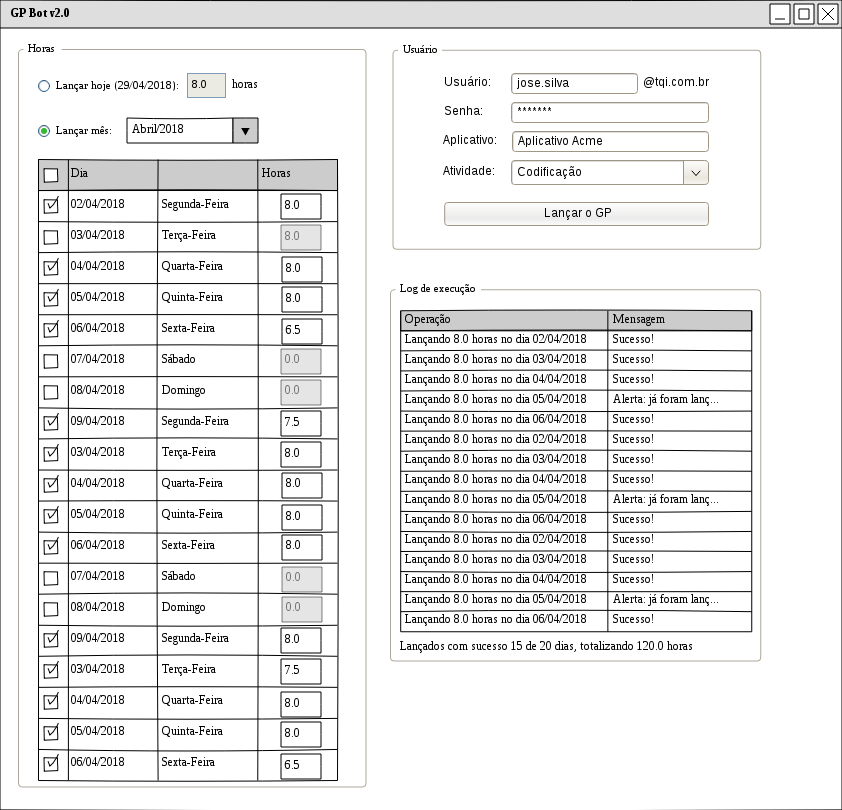 GP Bot v2.0
Horas
Lançar hoje (29/04/2018): 8.0 horas
Lançar mês: Abril/2018
Dia Horas
02/04/2018 Segunda-Feira 8.0
03/04/2018 Terça-Feira 8.0
04/04/2018 Quarta-Feira 8.0
05/04/2018 Quinta-Feira 8.0
06/04/2018 Sexta-Feira 6.5
07/04/2018 Sábado 0.0
08/04/2018 Domingo 0.0
09/04/2018 Segunda-Feira 7.5
03/04/2018 Terça-Feira 8.0
04/04/2018 Quarta-Feira 8.0
05/04/2018 Quinta-Feira 8.0
06/04/2018 Sexta-Feira 8.0
07/04/2018 Sábado 0.0
08/04/2018 Domingo 0.0
09/04/2018 Segunda-Feira 8.0
03/04/2018 Terça-Feira 7.5
04/04/2018 Quarta-Feira 8.0
05/04/2018 Quinta-Feira 8.0
06/04/2018 Sexta-Feira 6.5
Usuário
Usuário: jose.silva @tqi.com.br
Senha: *******
Aplicativo: Aplicativo Acme
Atividade: Codificação
Lançar o GP
Log de execução
Operação Mensagem
Lançando 8.0 horas no dia 02/04/2018 Sucesso!
Lançando 8.0 horas no dia 03/04/2018 Sucesso!
Lançando 8.0 horas no dia 04/04/2018 Sucesso!
Lançando 8.0 horas no dia 05/04/2018 Alerta: já foram lanç...
Lançando 8.0 horas no dia 06/04/2018 Sucesso!
Lançando 8.0 horas no dia 02/04/2018 Sucesso!
Lançando 8.0 horas no dia 03/04/2018 Sucesso!
Lançando 8.0 horas no dia 04/04/2018 Sucesso!
Lançando 8.0 horas no dia 05/04/2018 Alerta: já foram lanç...
Lançando 8.0 horas no dia 06/04/2018 Sucesso!
Lançando 8.0 horas no dia 02/04/2018 Sucesso!
Lançando 8.0 horas no dia 03/04/2018 Sucesso!
Lançando 8.0 horas no dia 04/04/2018 Sucesso!
Lançando 8.0 horas no dia 05/04/2018 Alerta: já foram lanç...
Lançando 8.0 horas no dia 06/04/2018 Sucesso!
Lançados com sucesso 15 de 20 dias, totalizando 120.0 horas